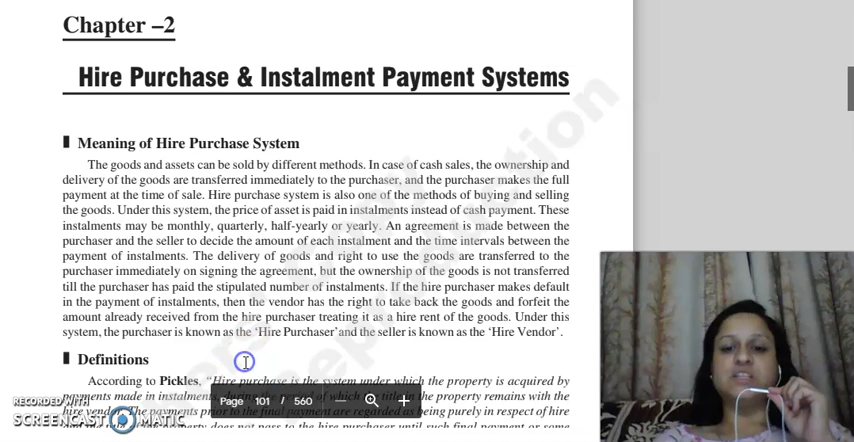 Chapter –2
Hire Purchase & Instalment Payment Systems
Meaning of Hire Purchase System
The goods and assets can be sold by different methods. In case of cash sales, the ownership and
delivery of the goods are transferred immediately to the purchaser, and the purchaser makes the full
payment at the time of sale. Hire purchase system is also one of the methods of buying and selling
the goods. Under this system, the price of asset is paid in instalments instead of cash payment. These
instalments may be monthly, quarterly, half-yearly or yearly. An agreement is made between the
purchaser and the seller to decide the amount of each instalment and the time intervals between the
payment of instalments. The delivery of goods and right to use the goods are transferred to the
purchaser immediately on signing the agreement, but the ownership of the goods is not transferred
till the purchaser has paid the stipulated number of instalments. If the hire purchaser makes default
in the payment of instalments, then the vendor has the right to take back the goods and forfeit the
amount already received from the hire purchaser treating it as a hire rent of the goods. Under this
system, the purchaser is known as the 'Hire Purchaser'and the seller is known as the 'Hire Vendor'.
Definitions
According to Pickles, “Hire purchase is the system under which the property is acquired by
payments made in instalments, remains with the
hire vendor. The payments being purely in respect of hire
Page 101 / 560
RECORDED WITH
SCREENCAST MATIC